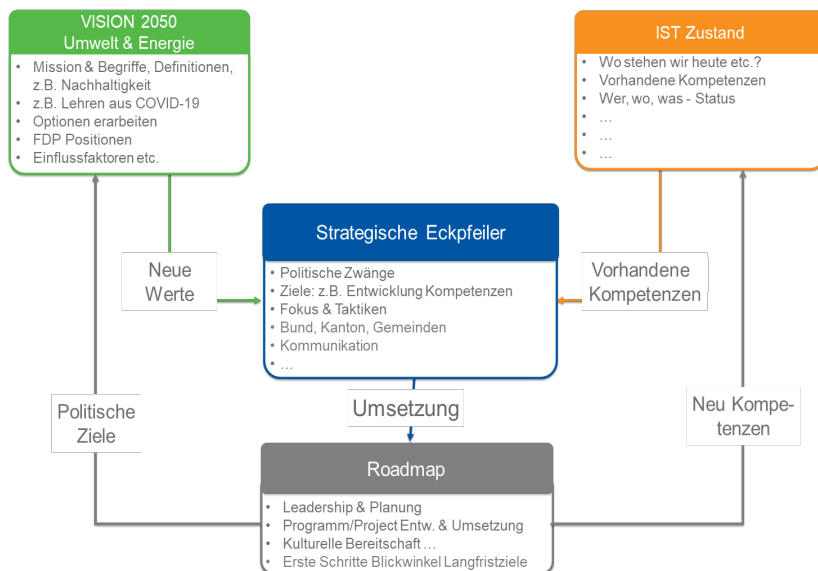 VISION 2050
Umwelt & Energie
• Mission & Begriffe, Definitionen,
z.B. Nachhaltigkeit
• z.B. Lehren aus COVID-19
• Optionen erarbeiten
• FDP Positionen
• Einflussfaktoren etc.
IST Zustand
• Wo stehen wir heute etc.?
• Vorhandene Kompetenzen
• Wer, wo, was - Status
• ...
• ...
• ...
Strategische Eckpfeiler
• Politische Zwänge
• Ziele: z.B. Entwicklung Kompetenzen
• Fokus & Taktiken
• Bund, Kanton, Gemeinden
• Kommunikation
• ...
Neue
Werte
Vorhandene
Kompetenzen
Umsetzung
Politische
Ziele
Neu Kompe-
tenzen
Roadmap
• Leadership & Planung
• Programm/Project Entw. & Umsetzung
• Kulturelle Bereitschaft ...
• Erste Schritte Blickwinkel Langfristziele